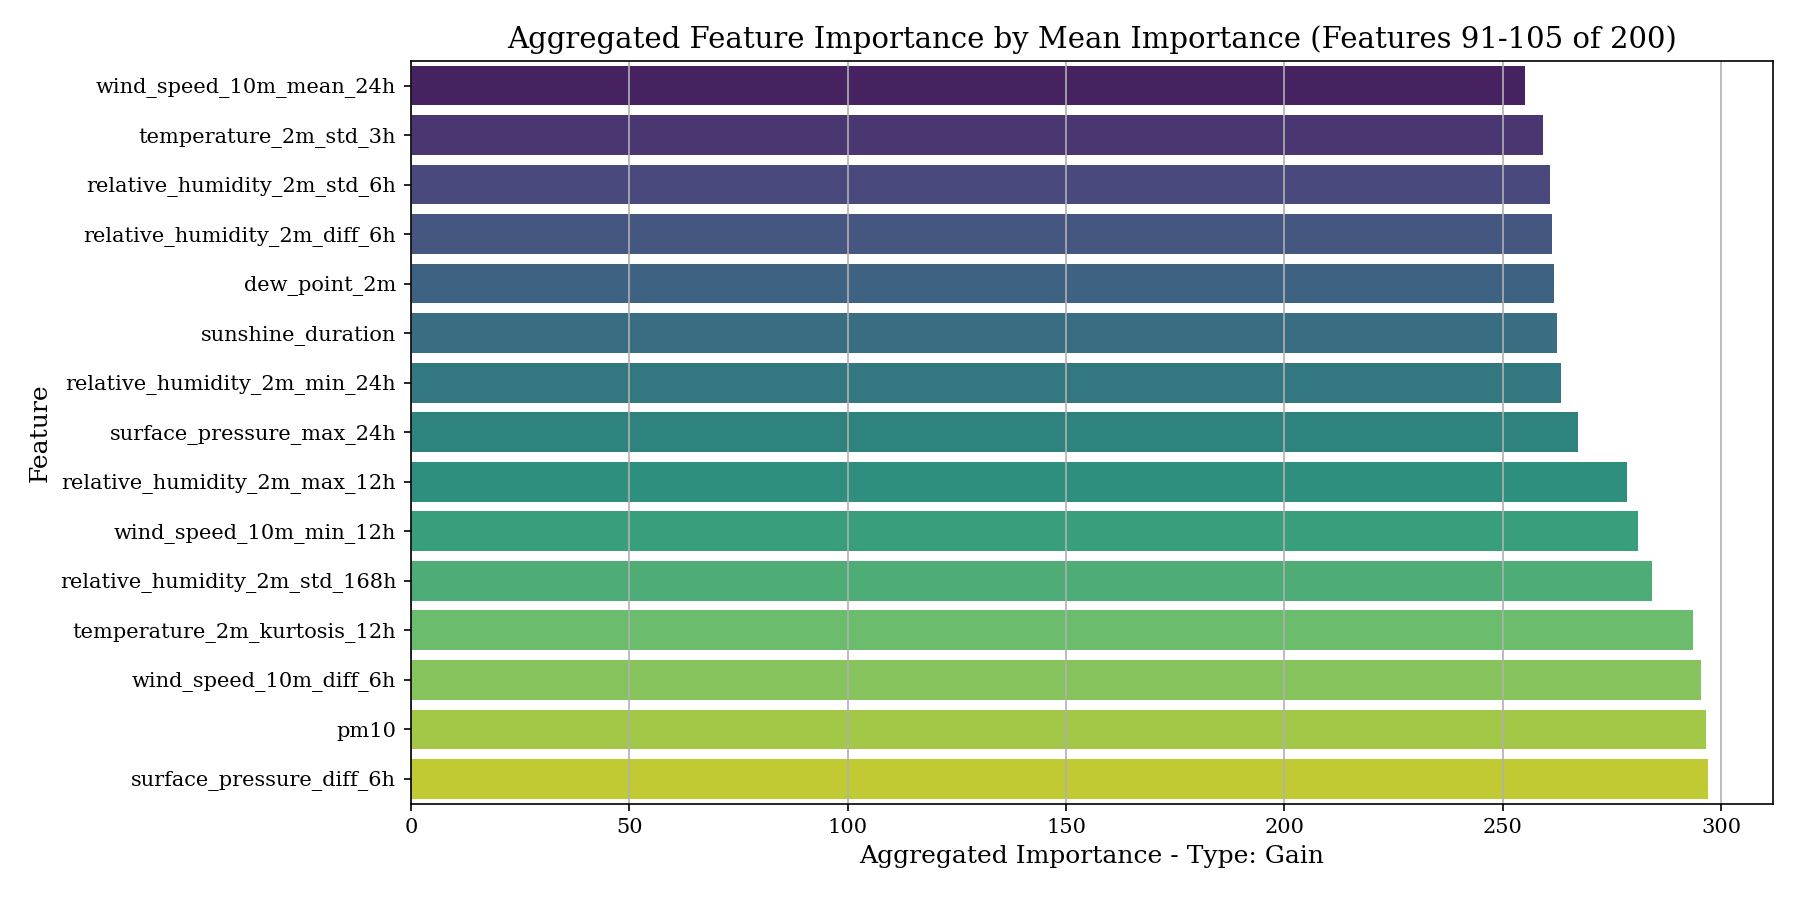 Aggregated Feature Importance by Mean Importance (Features 91-105 of 200)
wind_speed_10m_mean_24h
temperature_2m_std_3h
relative_humidity_2m_std_6h
relative_humidity_2m_diff_6h
dew_point_2m
sunshine_duration
relative_humidity_2m_min_24h
surface_pressure_max_24h
relative_humidity_2m_max_12h
wind_speed_10m_min_12h
relative_humidity_2m_std_168h
temperature_2m_kurtosis_12h
wind_speed_10m_diff_6h
pm10
surface_pressure_diff_6h
Feature
0 50 100 150 200 250 300
Aggregated Importance - Type: Gain